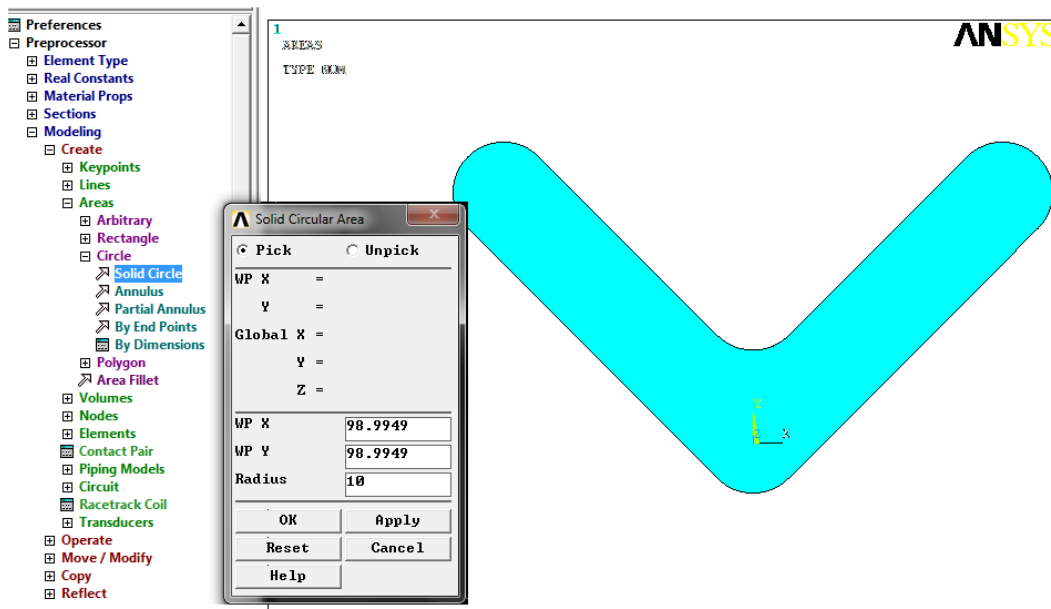 Preferences
Preprocessor
Element Type
Real Constants
Material Props
Sections
Modeling
Create
Keypoints
Lines
Areas
Arbitrary
Rectangle
Circle
Solid Circle
Annulus
Partial Annulus
By End Points
By Dimensions
Polygon
Area Fillet
Volumes
Nodes
Elements
Contact Pair
Piping Models
Circuit
Racetrack Coil
Transducers
Operate
Move / Modify
Copy
Reflect
Solid Circular Area
Pick Unpick
WP X =
Y =
Global X =
Y =
Z =
WP X 98.9949
WP Y 98.9949
Radius 10
OK Apply
Reset Cancel
Help
1
AREAS
TYPE NUM
ANSYS
Y
Z X